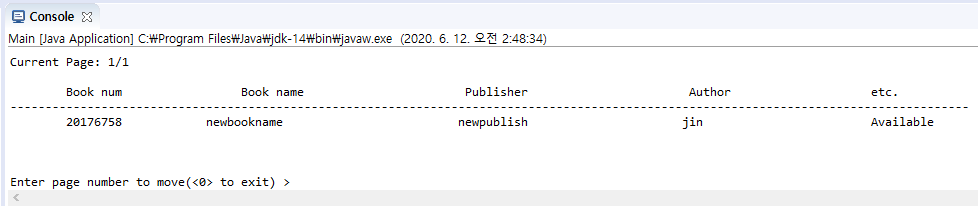 Console
Main [Java Application] C:₩Program Files₩Java₩jdk-14₩bin₩javaw.exe (2020. 6. 12. 오전 2:48:34)
Current Page: 1/1
Book num Book name Publisher Author etc.
---------------------------------------------------------------------------------------------------------------------------------------
20176758 newbookname newpublish jin Available
Enter page number to move(<0> to exit) >